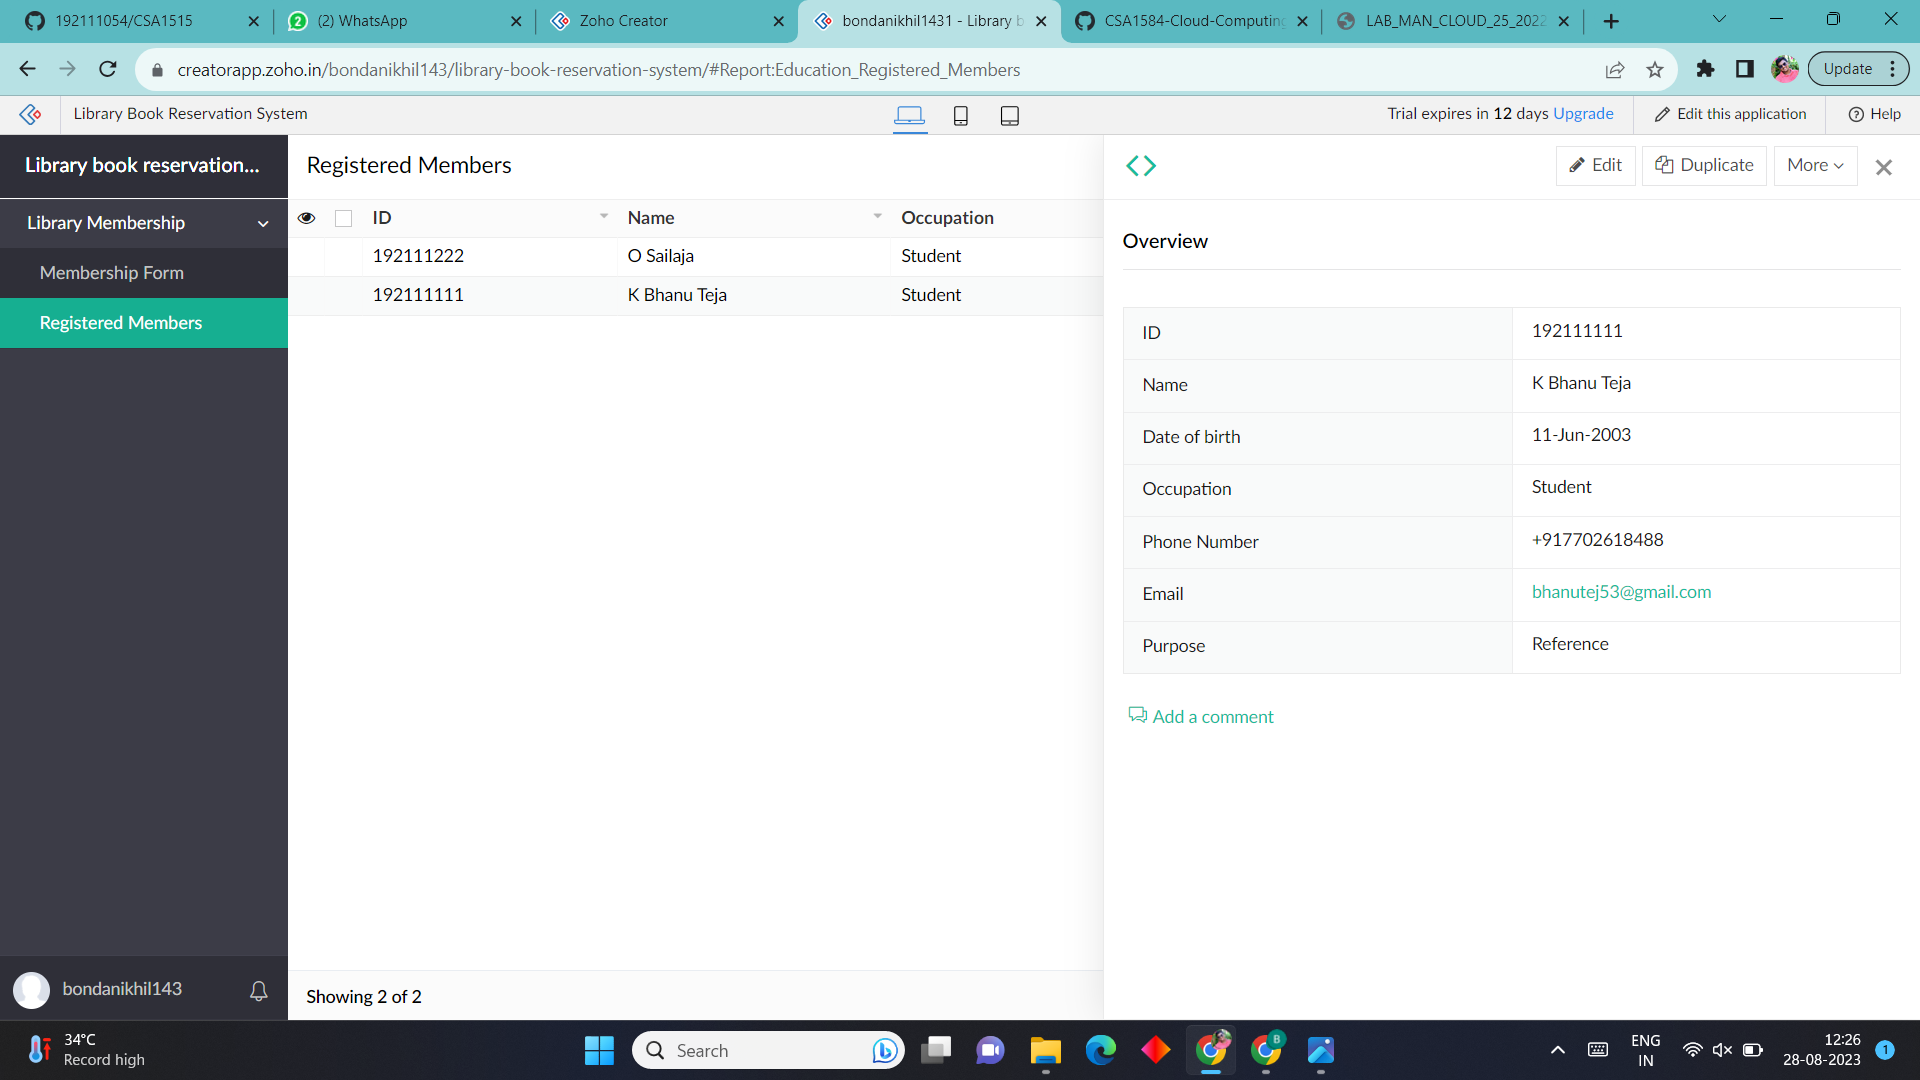 192111054/CSA1515
(2) WhatsApp
Zoho Creator
bondanikhil1431 - Library b
CSA1584-Cloud-Computing
LAB_MAN_CLOUD_25_2022
creatorapp.zoho.in/bondanikhil143/library-book-reservation-system/#Report:Education_Registered_Members
Update
Library Book Reservation System
Trial expires in 12 days Upgrade
Edit this application
Help
Library book reservation...
Library Membership
Membership Form
Registered Members
Registered Members
ID Name Occupation
192111222 O Sailaja Student
192111111 K Bhanu Teja Student
Showing 2 of 2
Edit
Duplicate
More
Overview
ID 192111111
Name K Bhanu Teja
Date of birth 11-Jun-2003
Occupation Student
Phone Number +917702618488
Email bhanutej53@gmail.com
Purpose Reference
Add a comment
bondanikhil143
34°C
Record high
Search
B
ENG
IN
12:26
28-08-2023
1